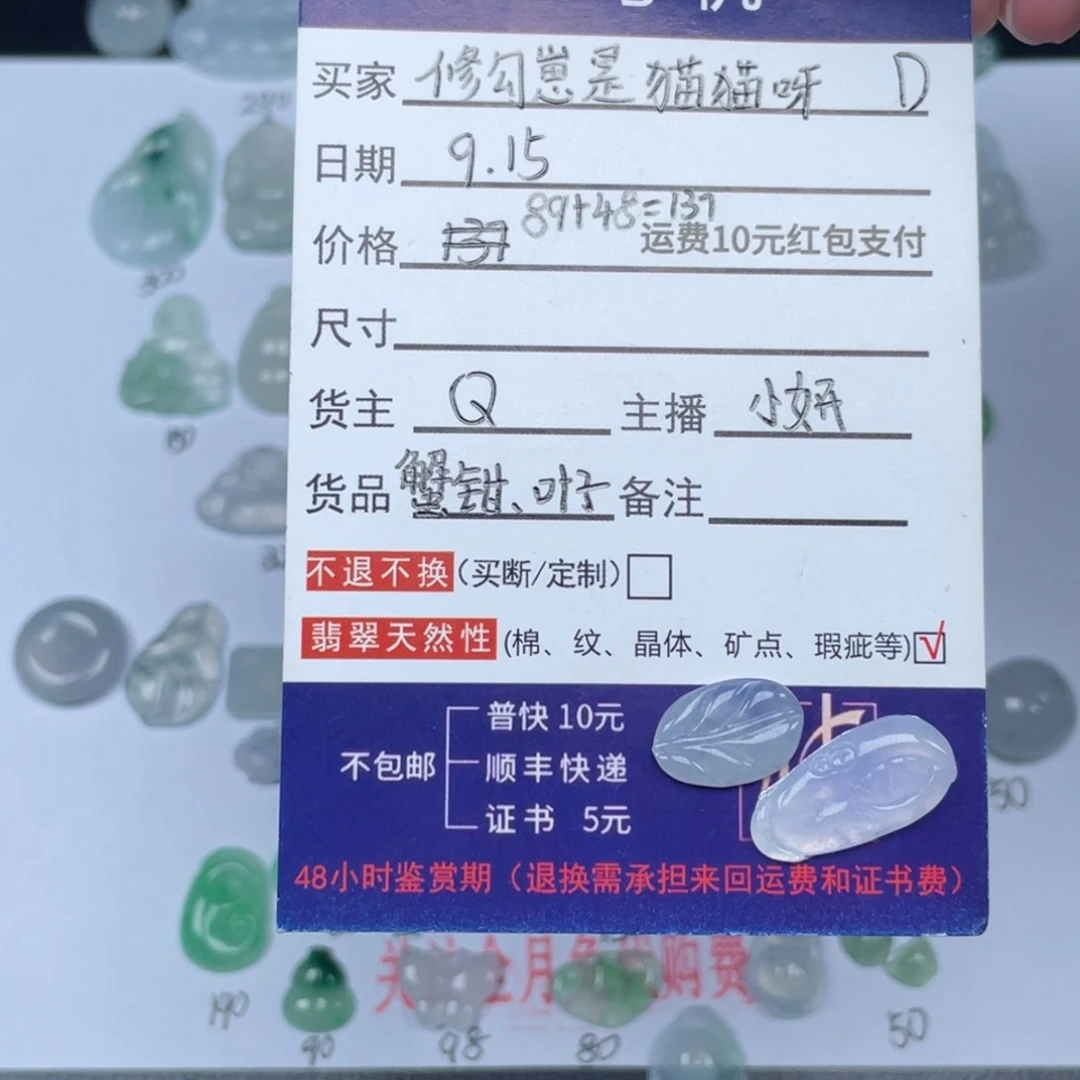 买家 修勾崽是猫猫呀 D
日期 9.15
89+48=137
价格 137 运费10元红包支付
尺寸
货主 Q 主播 小妍
货品 蟹钳、叶子 备注
不退不换(买断/定制)
翡翠天然性(棉、纹、晶体、矿点、瑕疵等)√
普快10元
不包邮 顺丰快递
证书 5元
48小时鉴赏期（退换需承担来回运费和证书费）
50
190
90
98
80
50